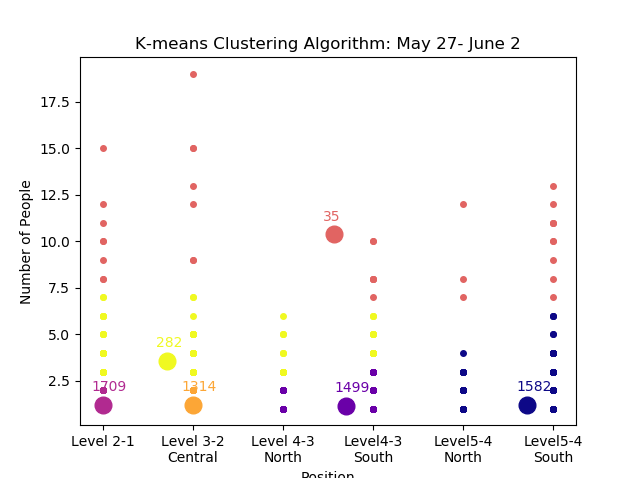 K-means Clustering Algorithm: May 27- June 2
Number of People
17.5
15.0
12.5
10.0
7.5
5.0
2.5
35
282
1709
1314
1499
1582
Level 2-1
Level 3-2
Central
Level 4-3
North
Level4-3
South
Level5-4
North
Level5-4
South
Position